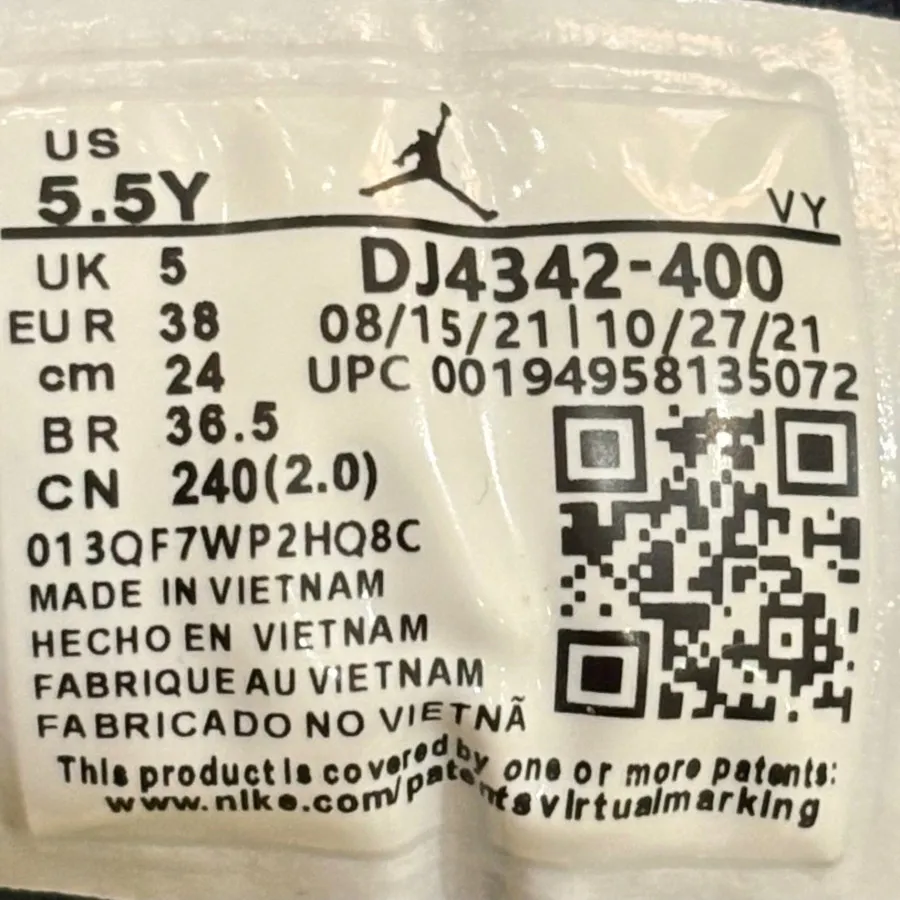 US
5.5Y
VY
UK 5
DJ4342-400
EUR 38
08/15/21 | 10/27/21
cm 24
UPC 00194958135072
BR 36.5
CN 240(2.0)
013QF7WP2HQ8C
MADE IN VIETNAM
HECHO EN VIETNAM
FABRIQUE AU VIETNAM
FABRICADO NO VIETNÃ
This product is covered by one or more patents:
www.nike.com/patentsvirtualmarking